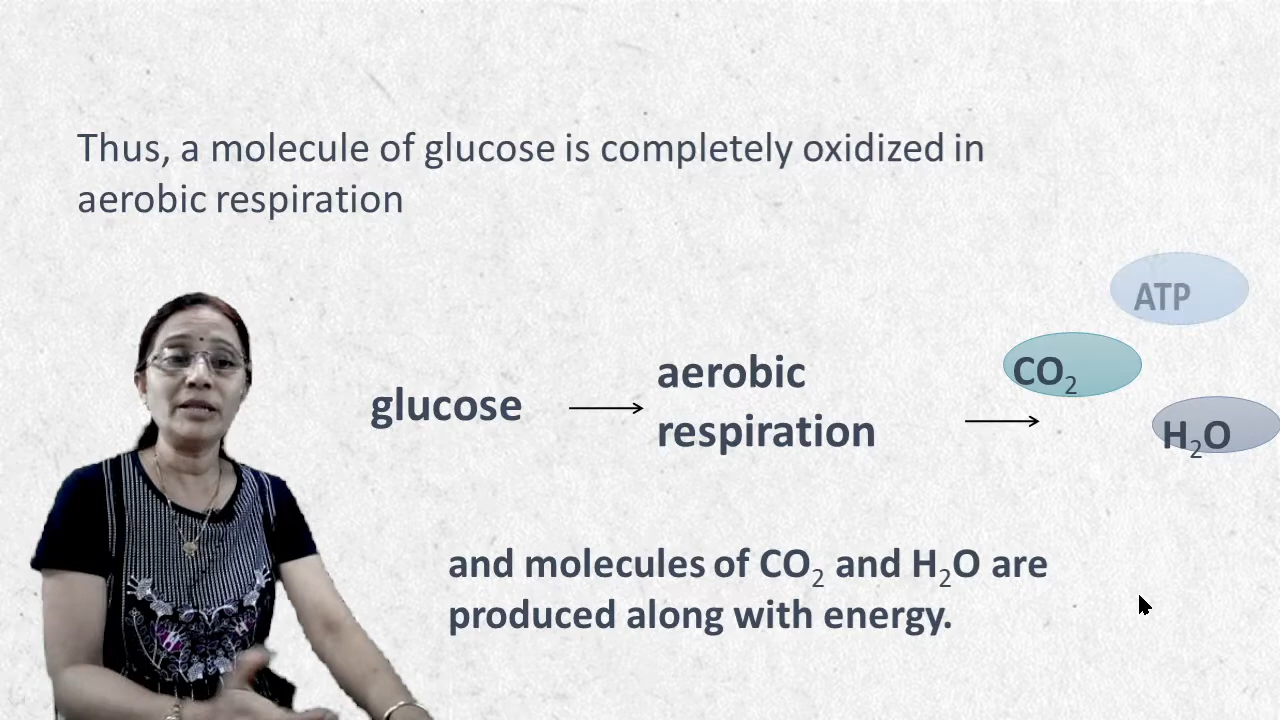 Thus, a molecule of glucose is completely oxidized in
aerobic respiration
ATP
glucose
aerobic
respiration
CO₂
H₂O
and molecules of CO₂ and H₂O are
produced along with energy.